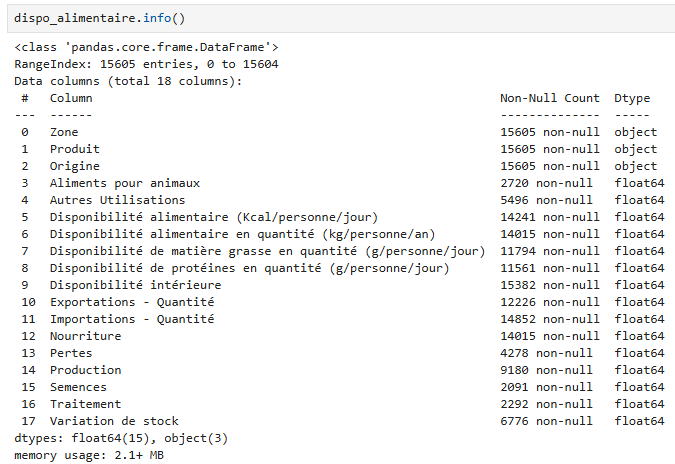 dispo_alimentaire.info()
<class 'pandas.core.frame.DataFrame'>
RangeIndex: 15605 entries, 0 to 15604
Data columns (total 18 columns):
 #   Column                                                        Non-Null Count  Dtype
---  ------                                                        --------------  -----
 0   Zone                                                          15605 non-null  object
 1   Produit                                                       15605 non-null  object
 2   Origine                                                       15605 non-null  object
 3   Aliments pour animaux                                         2720 non-null   float64
 4   Autres Utilisations                                           5496 non-null   float64
 5   Disponibilité alimentaire (Kcal/personne/jour)                14241 non-null  float64
 6   Disponibilité alimentaire en quantité (kg/personne/an)        14015 non-null  float64
 7   Disponibilité de matière grasse en quantité (g/personne/jour)  11794 non-null  float64
 8   Disponibilité de protéines en quantité (g/personne/jour)      11561 non-null  float64
 9   Disponibilité intérieure                                      15382 non-null  float64
 10  Exportations - Quantité                                       12226 non-null  float64
 11  Importations - Quantité                                       14852 non-null  float64
 12  Nourriture                                                    14015 non-null  float64
 13  Pertes                                                        4278 non-null   float64
 14  Production                                                    9180 non-null   float64
 15  Semences                                                      2091 non-null   float64
 16  Traitement                                                    2292 non-null   float64
 17  Variation de stock                                            6776 non-null   float64
dtypes: float64(15), object(3)
memory usage: 2.1+ MB